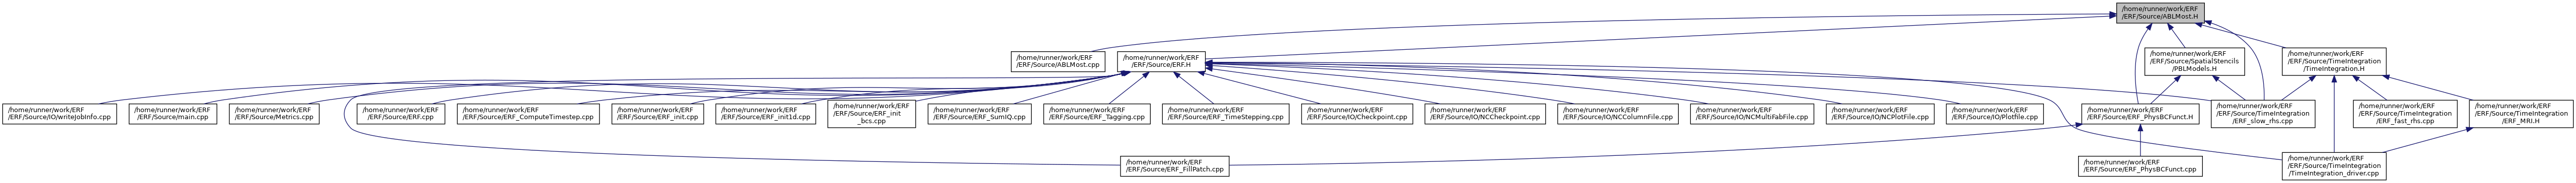 /home/runner/work/ERF
/ERF/Source/ABLMost.H
/home/runner/work/ERF
/ERF/Source/ABLMost.cpp
/home/runner/work/ERF
/ERF/Source/ERF.H
/home/runner/work/ERF
/ERF/Source/SpatialStencils
/PBLModels.H
/home/runner/work/ERF
/ERF/Source/TimeIntegration
/TimeIntegration.H
/home/runner/work/ERF
/ERF/Source/IO/writeJobInfo.cpp
/home/runner/work/ERF
/ERF/Source/main.cpp
/home/runner/work/ERF
/ERF/Source/Metrics.cpp
/home/runner/work/ERF
/ERF/Source/ERF.cpp
/home/runner/work/ERF
/ERF/Source/ERF_ComputeTimestep.cpp
/home/runner/work/ERF
/ERF/Source/ERF_init.cpp
/home/runner/work/ERF
/ERF/Source/ERF_init1d.cpp
/home/runner/work/ERF
/ERF/Source/ERF_init
_bcs.cpp
/home/runner/work/ERF
/ERF/Source/ERF_SumIQ.cpp
/home/runner/work/ERF
/ERF/Source/ERF_Tagging.cpp
/home/runner/work/ERF
/ERF/Source/ERF_TimeStepping.cpp
/home/runner/work/ERF
/ERF/Source/IO/Checkpoint.cpp
/home/runner/work/ERF
/ERF/Source/IO/NCCheckpoint.cpp
/home/runner/work/ERF
/ERF/Source/IO/NCColumnFile.cpp
/home/runner/work/ERF
/ERF/Source/IO/NCMultiFabFile.cpp
/home/runner/work/ERF
/ERF/Source/IO/NCPlotFile.cpp
/home/runner/work/ERF
/ERF/Source/IO/Plotfile.cpp
/home/runner/work/ERF
/ERF/Source/ERF_PhysBCFunct.H
/home/runner/work/ERF
/ERF/Source/TimeIntegration
/ERF_slow_rhs.cpp
/home/runner/work/ERF
/ERF/Source/TimeIntegration
/ERF_fast_rhs.cpp
/home/runner/work/ERF
/ERF/Source/TimeIntegration
/ERF_MRI.H
/home/runner/work/ERF
/ERF/Source/ERF_FillPatch.cpp
/home/runner/work/ERF
/ERF/Source/ERF_PhysBCFunct.cpp
/home/runner/work/ERF
/ERF/Source/TimeIntegration
/TimeIntegration_driver.cpp